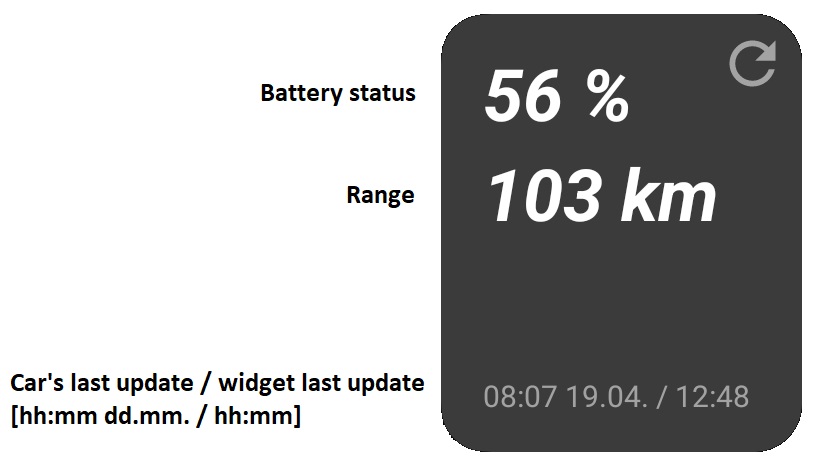 Battery status
56 %
Range
103 km
Car's last update / widget last update
[hh:mm dd.mm. / hh:mm]
08:07 19.04. / 12:48